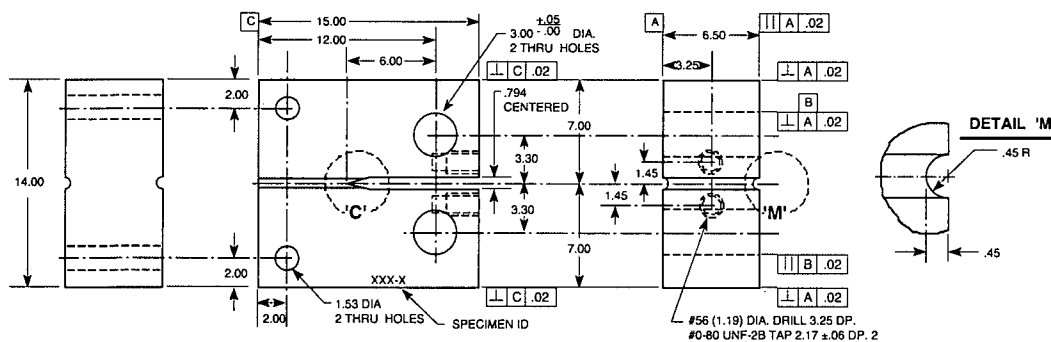 C
15.00
12.00
6.00
3.00 +.05 -.00 DIA.
2 THRU HOLES
⊥ C .02
.794
CENTERED
7.00
A
6.50
3.25
|| A .02
⊥ A .02
B
⊥ A .02
DETAIL 'M
.45 R
2.00
14.00
3.30
1.45
'C'
3.30
1.45
'M'
.45
2.00
7.00
|| B .02
XXX-X
2.00
1.53 DIA
2 THRU HOLES
SPECIMEN ID
⊥ C .02
⊥ A .02
#56 (1.19) DIA. DRILL 3.25 DP.
#0-80 UNF-2B TAP 2.17 ±.06 DP. 2